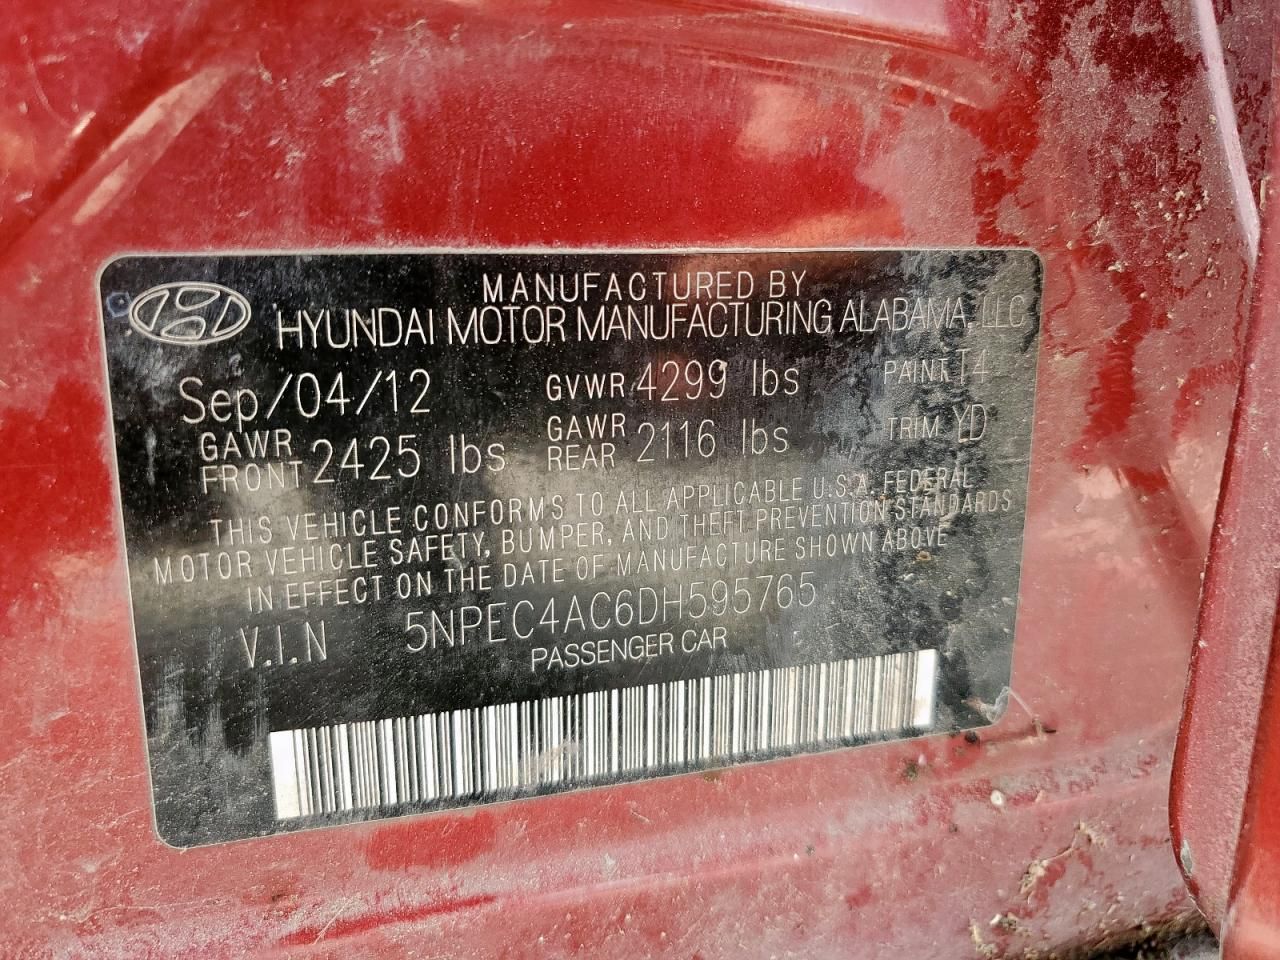 MANUFACTURED BY
HYUNDAI MOTOR MANUFACTURING ALABAMA, LLC
Sep/04/12 GVWR 4299 lbs PAINT T4
GAWR FRONT 2425 lbs GAWR REAR 2116 lbs TRIM YD
THIS VEHICLE CONFORMS TO ALL APPLICABLE U.S.A. FEDERAL
MOTOR VEHICLE SAFETY, BUMPER, AND THEFT PREVENTION STANDARDS
IN EFFECT ON THE DATE OF MANUFACTURE SHOWN ABOVE
V.I.N 5NPEC4AC6DH595765
PASSENGER CAR